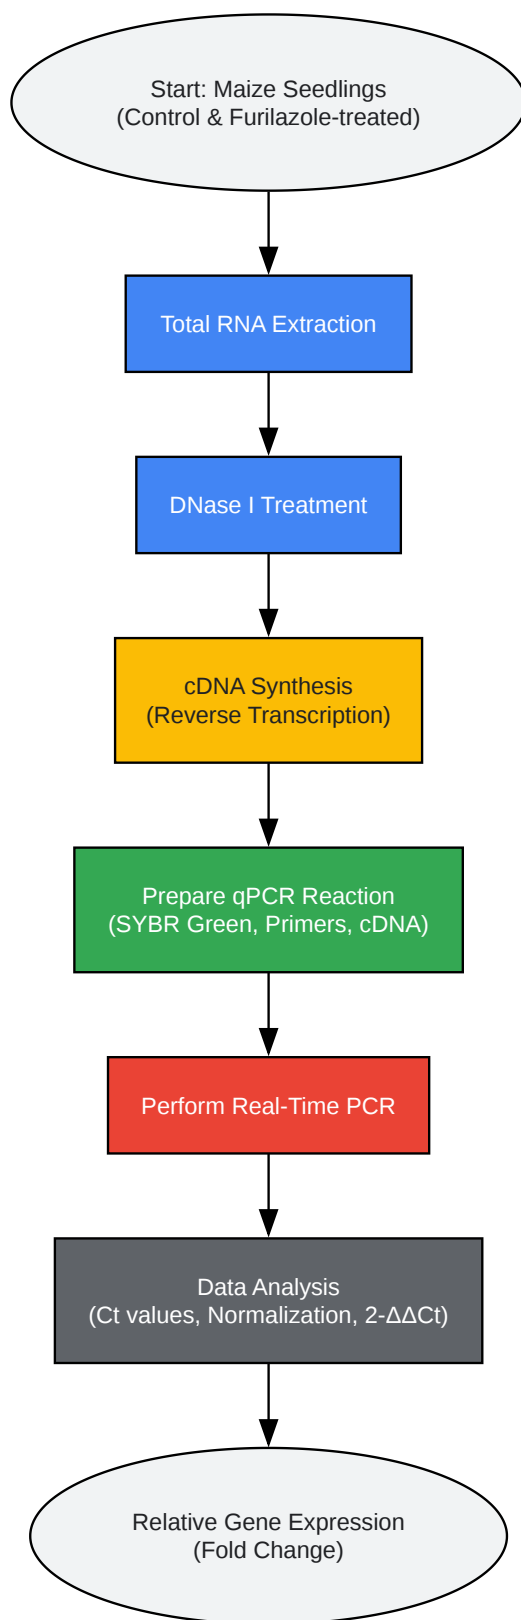 Start: Maize Seedlings
(Control & Furilazole-treated)
Total RNA Extraction
DNase I Treatment
cDNA Synthesis
(Reverse Transcription)
Prepare qPCR Reaction
(SYBR Green, Primers, cDNA)
Perform Real-Time PCR
Data Analysis
(Ct values, Normalization, 2-ΔΔCt)
Relative Gene Expression
(Fold Change)